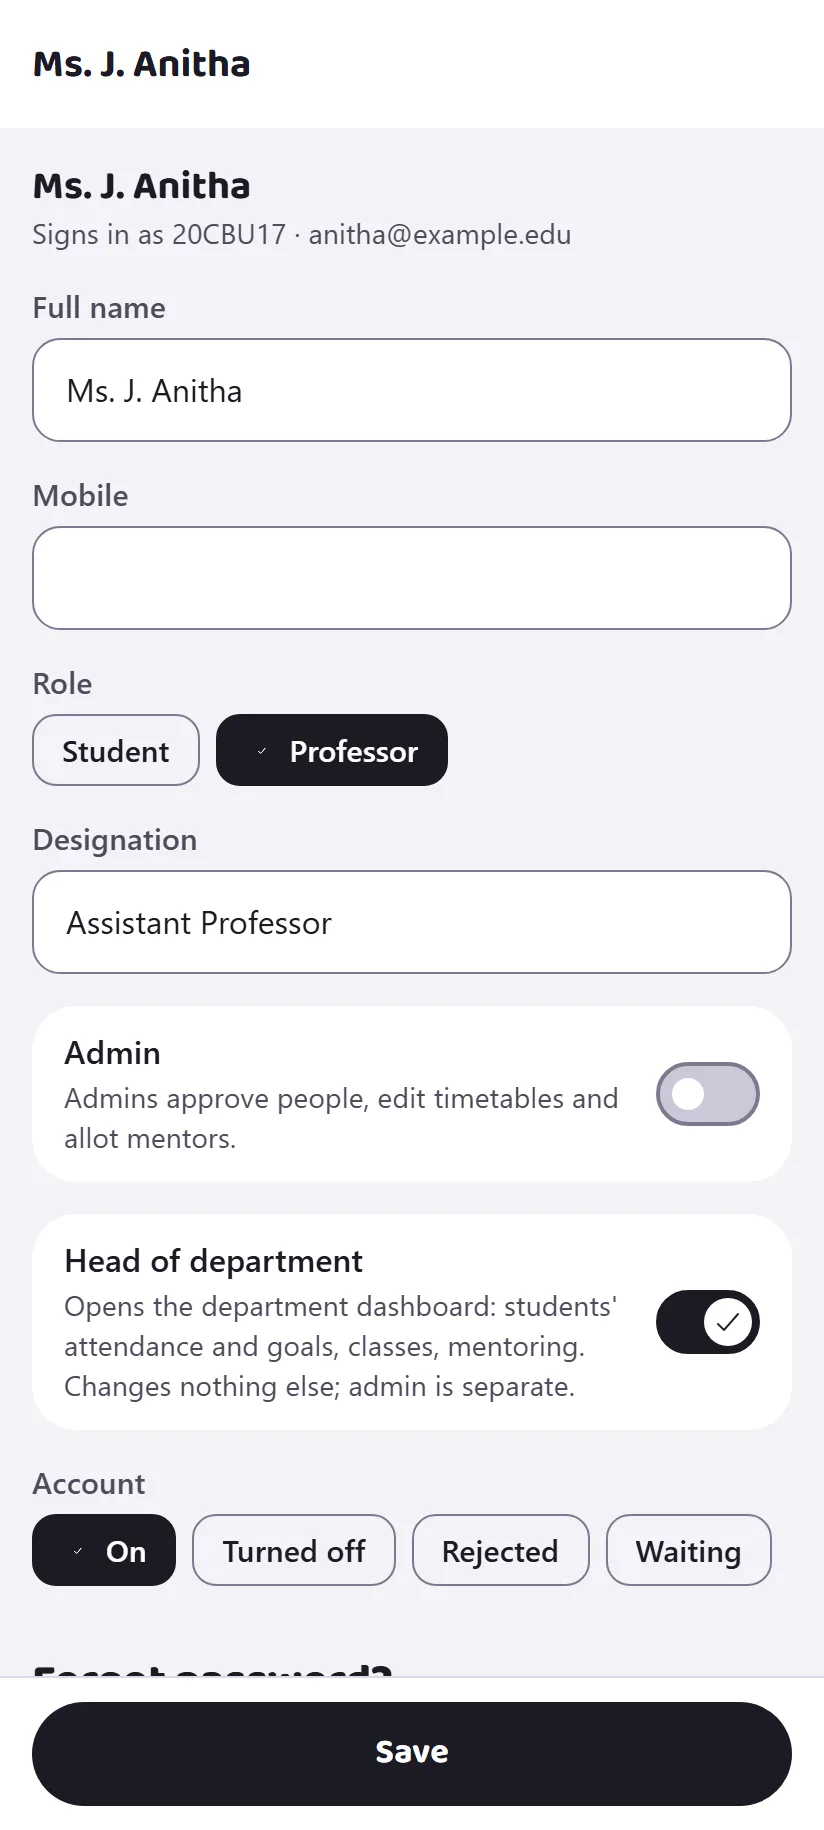 Ms. J. Anitha
Ms. J. Anitha
Signs in as 20CBU17 · anitha@example.edu
Full name
Ms. J. Anitha
Mobile
Role
Student
Professor
Designation
Assistant Professor
Admin
Admins approve people, edit timetables and
allot mentors.
Head of department
Opens the department dashboard: students'
attendance and goals, classes, mentoring.
Changes nothing else; admin is separate.
Account
On
Turned off
Rejected
Waiting
Forgot password?
Save